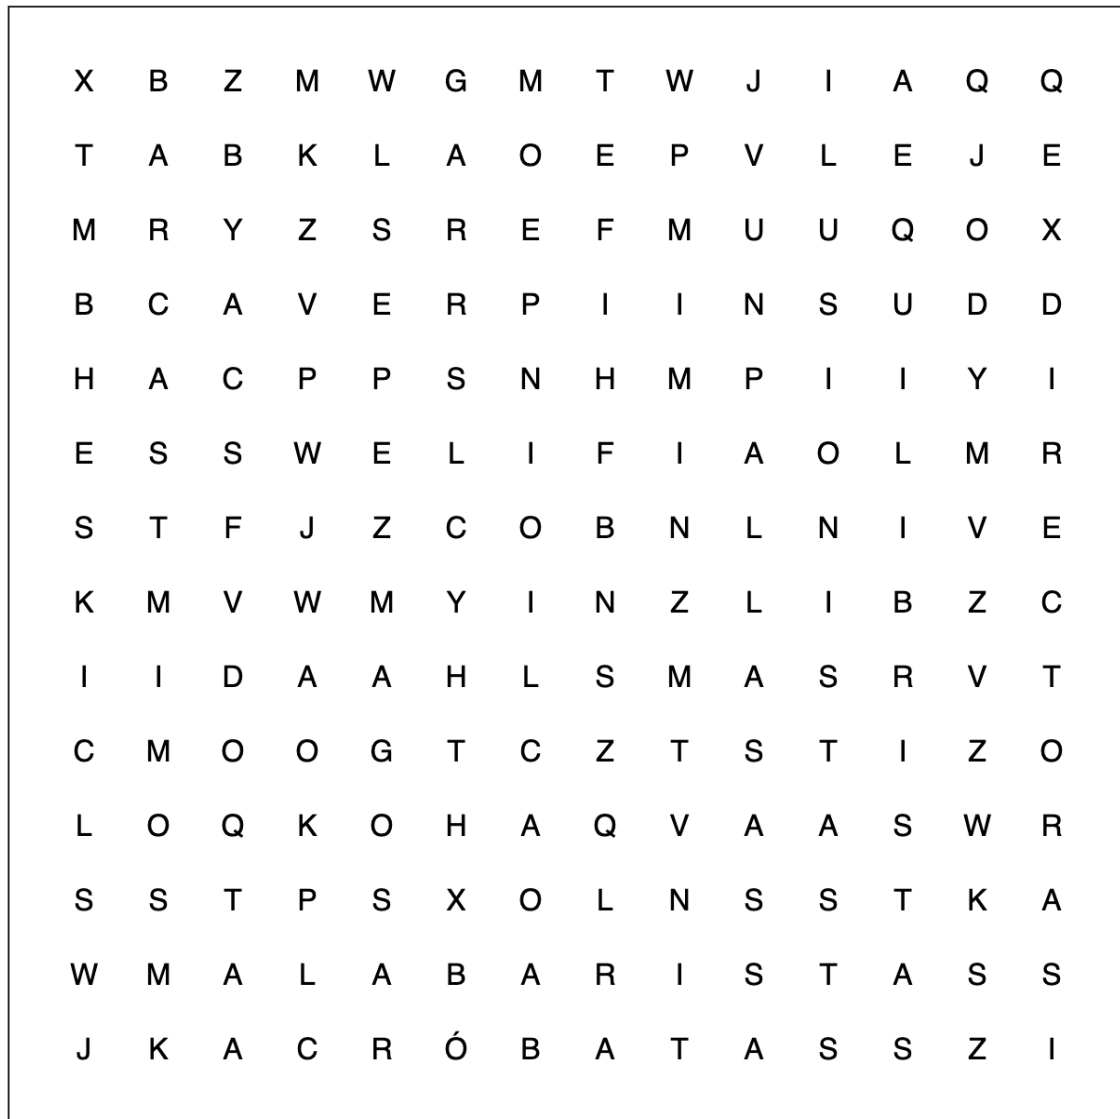 X B Z M W G M T W J I A Q Q
T A B K L A O E P V L E J E
M R Y Z S R E F M U U Q O X
B C A V E R P I I N S U D D
H A C P P S N H M P I I Y I
E S S W E L I F I A O L M R
S T F J Z C O B N L N I V E
K M V W M Y I N Z L I B Z C
I I D A A H L S M A S R V T
C M O O G T C Z T S T I Z O
L O Q K O H A Q V A A S W R
S S T P S X O L N S S T K A
W M A L A B A R I S T A S S
J K A C R Ó B A T A S S Z I